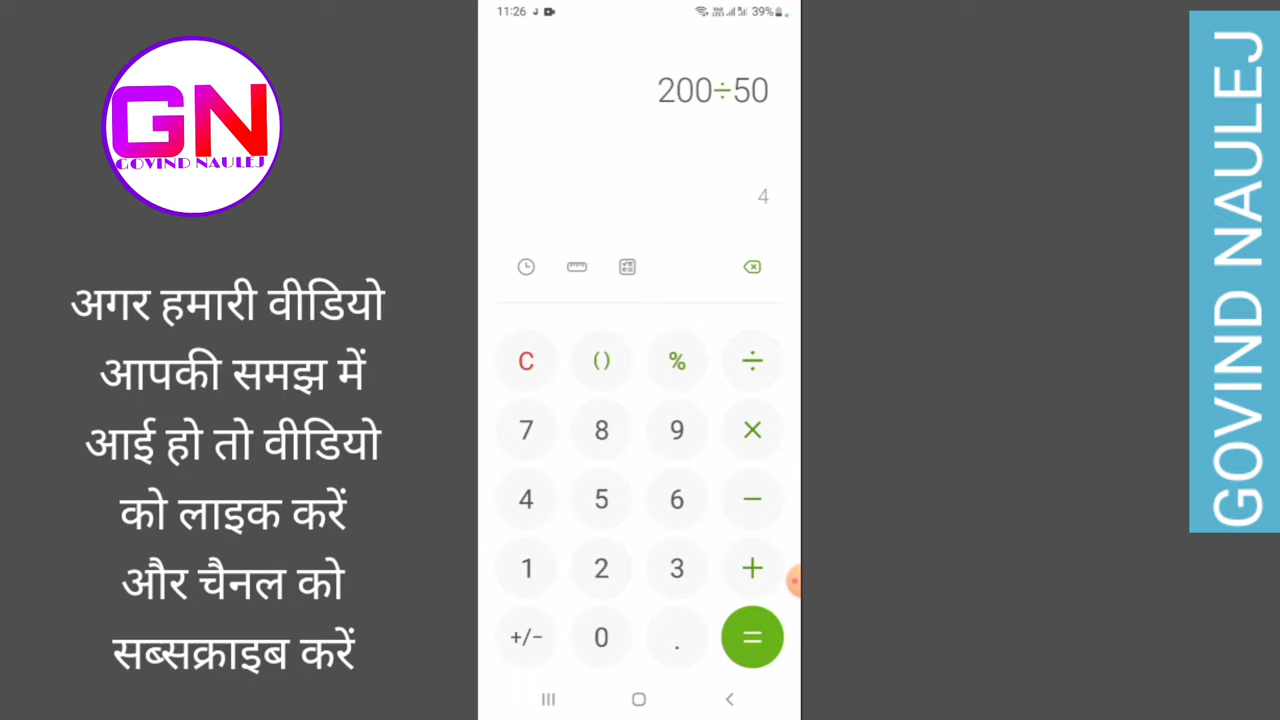 11:26
39%
GN
GOVIND NAULEJ
अगर हमारी वीडियो
आपकी समझ में
आई हो तो वीडियो
को लाइक करें
और चैनल को
सब्सक्राइब करें
200÷50
4
C () % ÷
7 8 9 ×
4 5 6 −
1 2 3 +
+/− 0 . =
GOVIND NAULEJ